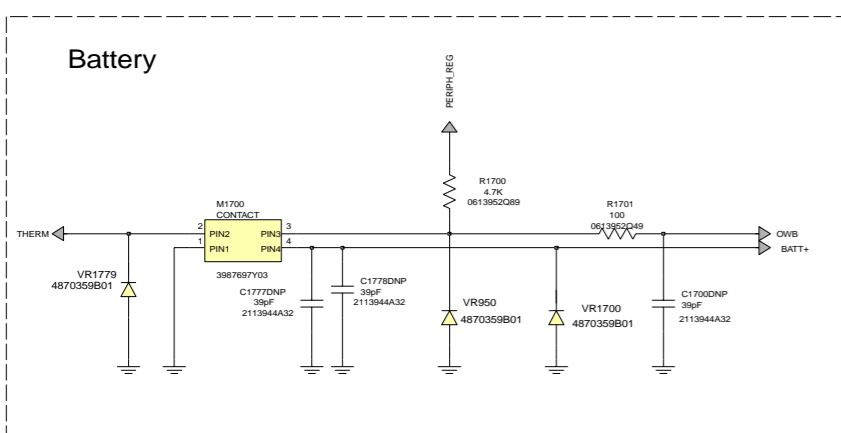 Battery
PERIPH_REG
R1700
4.7K
0613952Q89
M1700
CONTACT
R1701
100
0613952Q49
THERM
2
PIN2
PIN3
3
OWB
1
PIN1
PIN4
4
BATT+
3987697Y03
VR1779
4870359B01
C1777DNP
39pF
2113944A32
C1778DNP
39pF
2113944A32
VR950
4870359B01
VR1700
4870359B01
C1700DNP
39pF
2113944A32